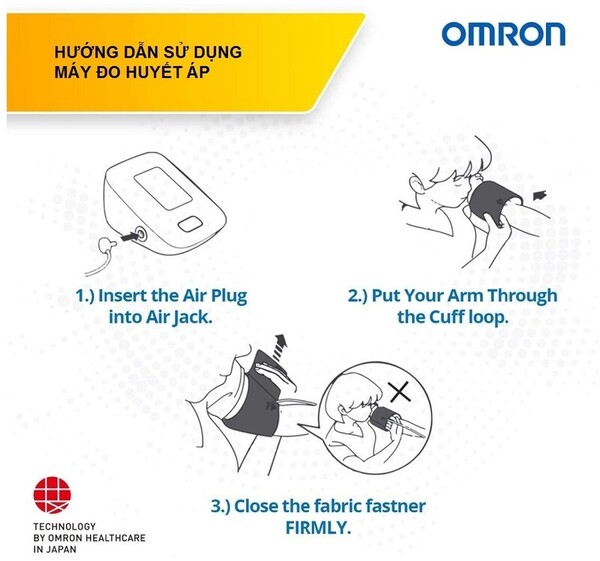 HƯỚNG DẪN SỬ DỤNG
MÁY ĐO HUYẾT ÁP
OMRON
1.) Insert the Air Plug
into Air Jack.
2.) Put Your Arm Through
the Cuff loop.
3.) Close the fabric fastner
FIRMLY.
TECHNOLOGY
BY OMRON HEALTHCARE
IN JAPAN